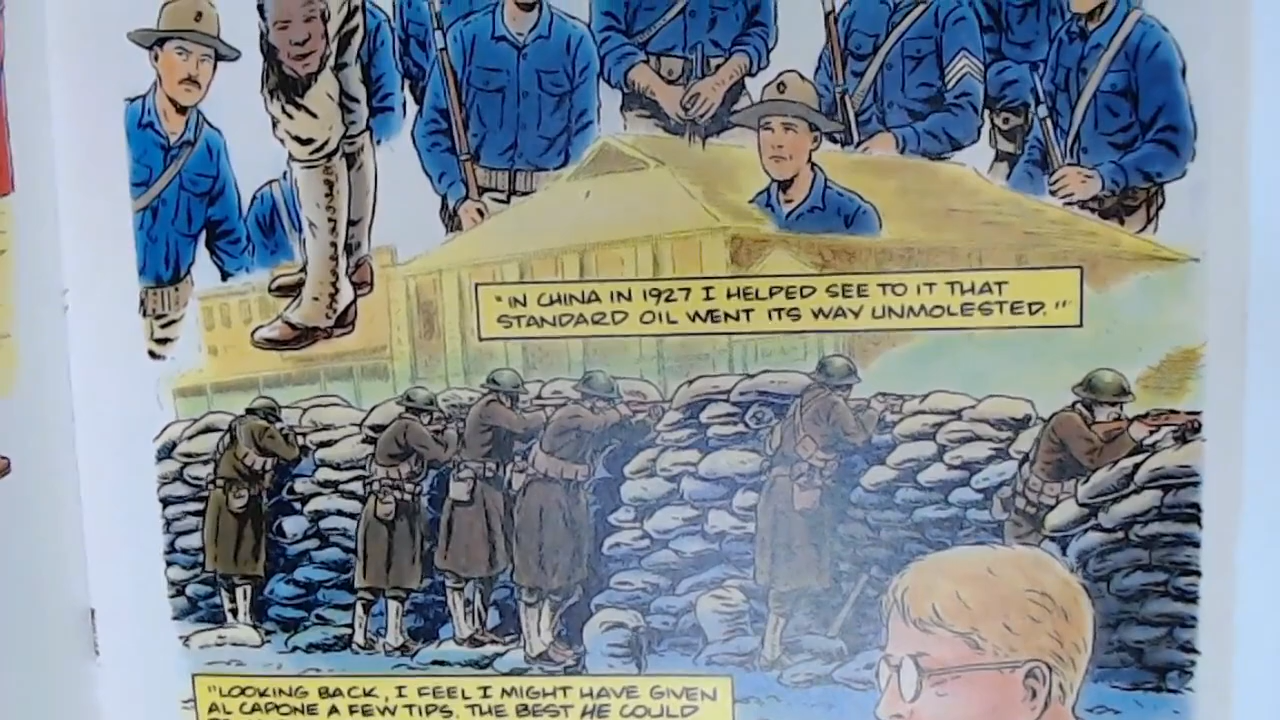 "IN CHINA IN 1927 I HELPED SEE TO IT THAT
STANDARD OIL WENT ITS WAY UNMOLESTED."
"LOOKING BACK, I FEEL I MIGHT HAVE GIVEN
AL CAPONE A FEW TIPS. THE BEST HE COULD